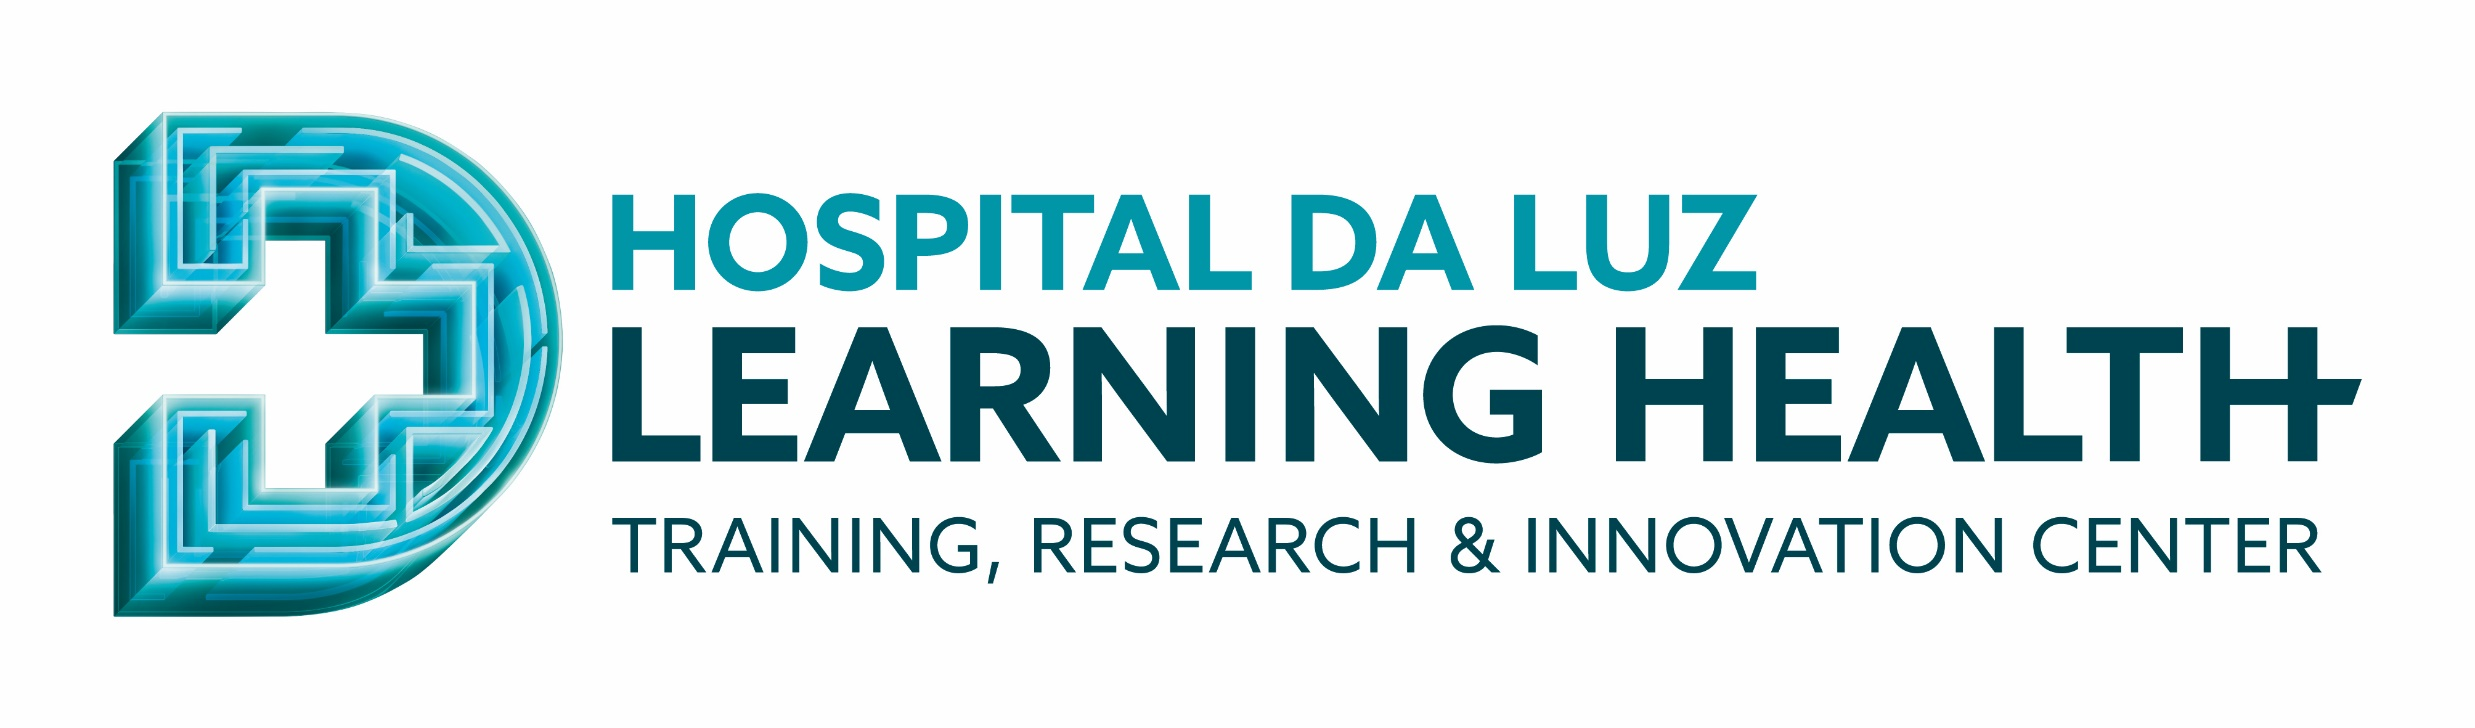 HOSPITAL DA LUZ
LEARNING HEALTH
TRAINING, RESEARCH & INNOVATION CENTER